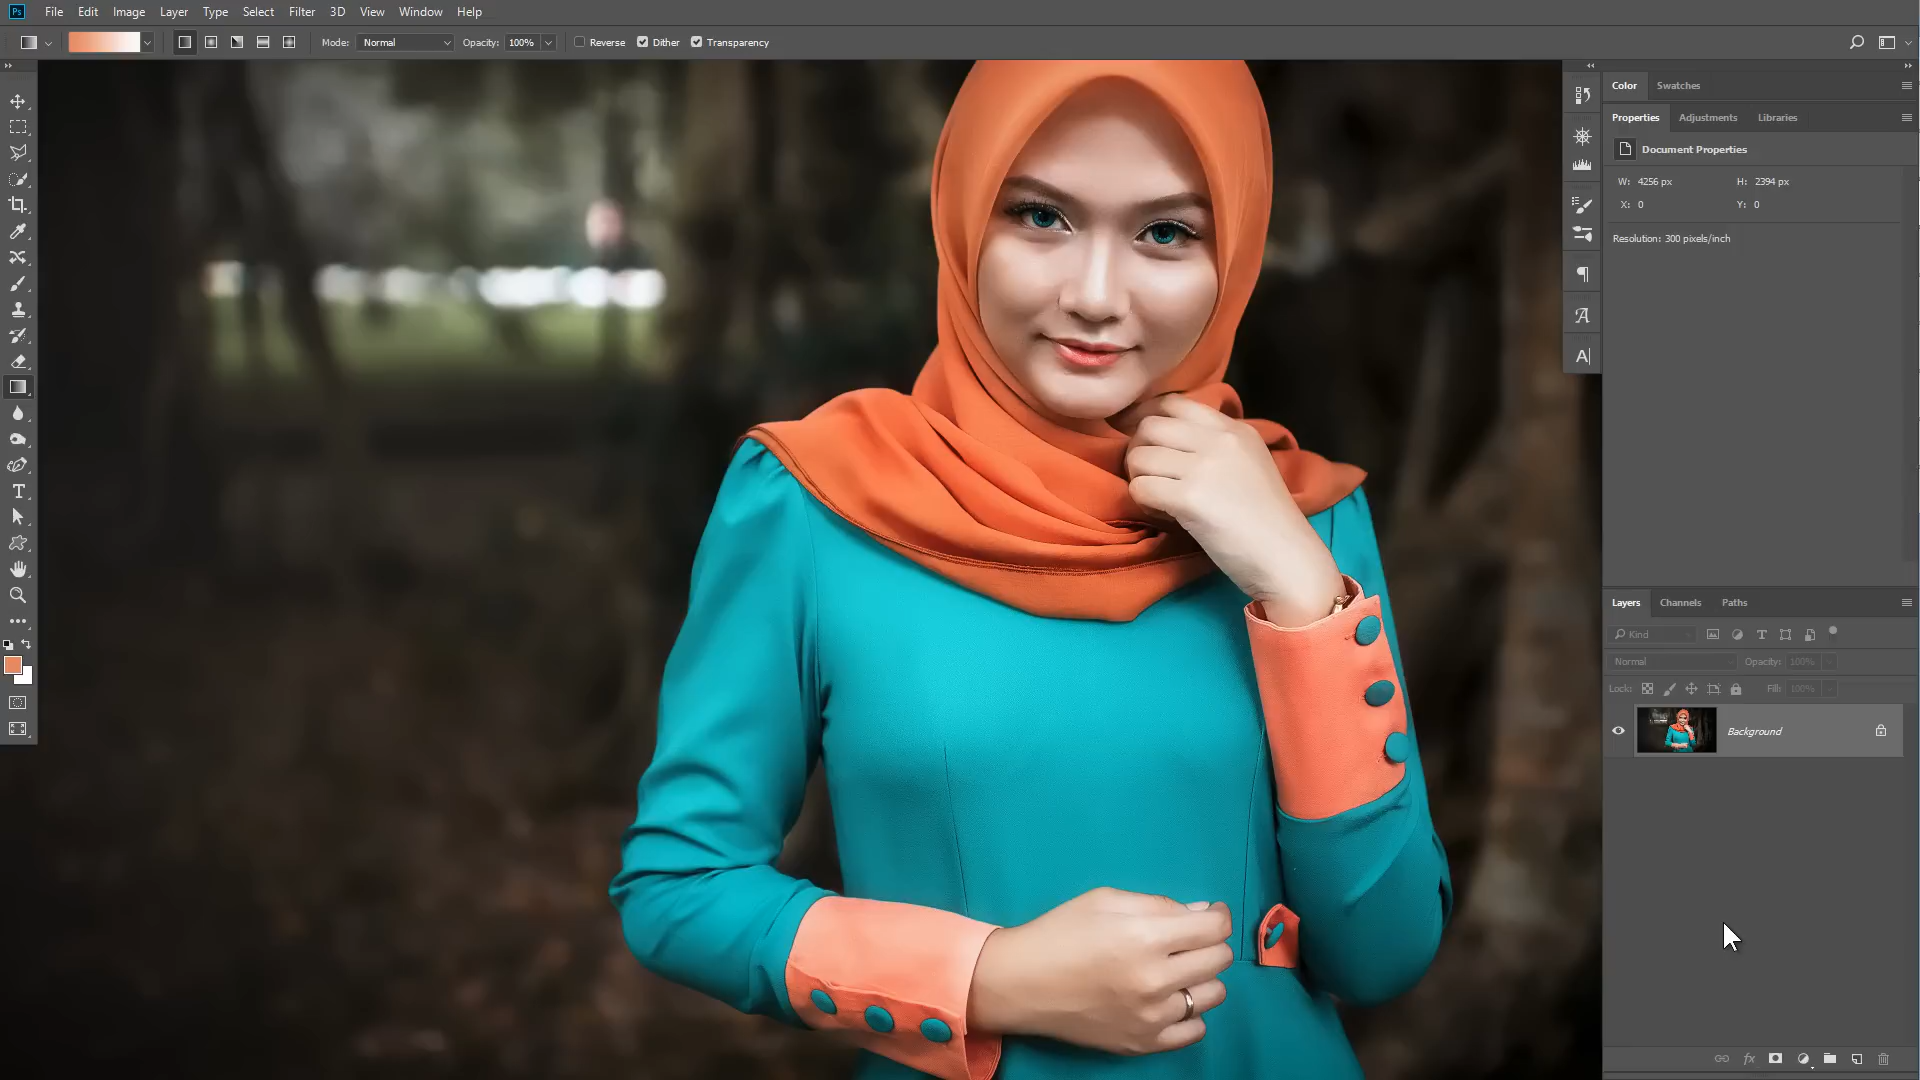 Ps File Edit Image Layer Type Select Filter 3D View Window Help
Mode: Normal Opacity: 100% Reverse Dither Transparency
Color Swatches
Properties Adjustments Libraries
Document Properties
W: 4256 px H: 2394 px
X: 0 Y: 0
Resolution: 300 pixels/inch
Layers Channels Paths
Kind
Normal Opacity: 100%
Lock: Fill: 100%
Background